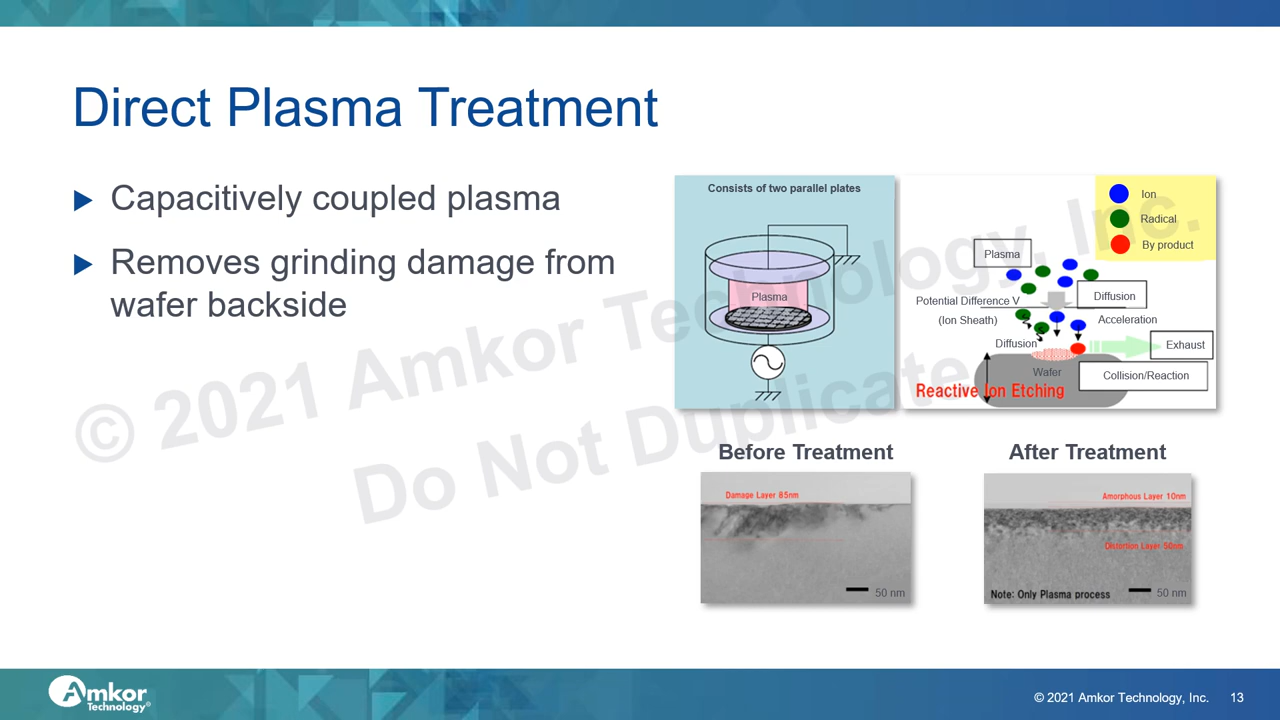 Direct Plasma Treatment
Capacitively coupled plasma
Removes grinding damage from
wafer backside
Consists of two parallel plates
Plasma
Ion
Radical
By product
Plasma
Diffusion
Potential Difference V
(Ion Sheath)
Acceleration
Diffusion
Exhaust
Wafer
Collision/Reaction
Reactive Ion Etching
Before Treatment
After Treatment
Damage Layer 85nm
50 nm
Amorphous Layer 10nm
Distortion Layer 50nm
Note: Only Plasma process
50 nm
© 2021 Amkor Technology, Inc.
Do Not Duplicate
Amkor
Technology®
© 2021 Amkor Technology, Inc.
13